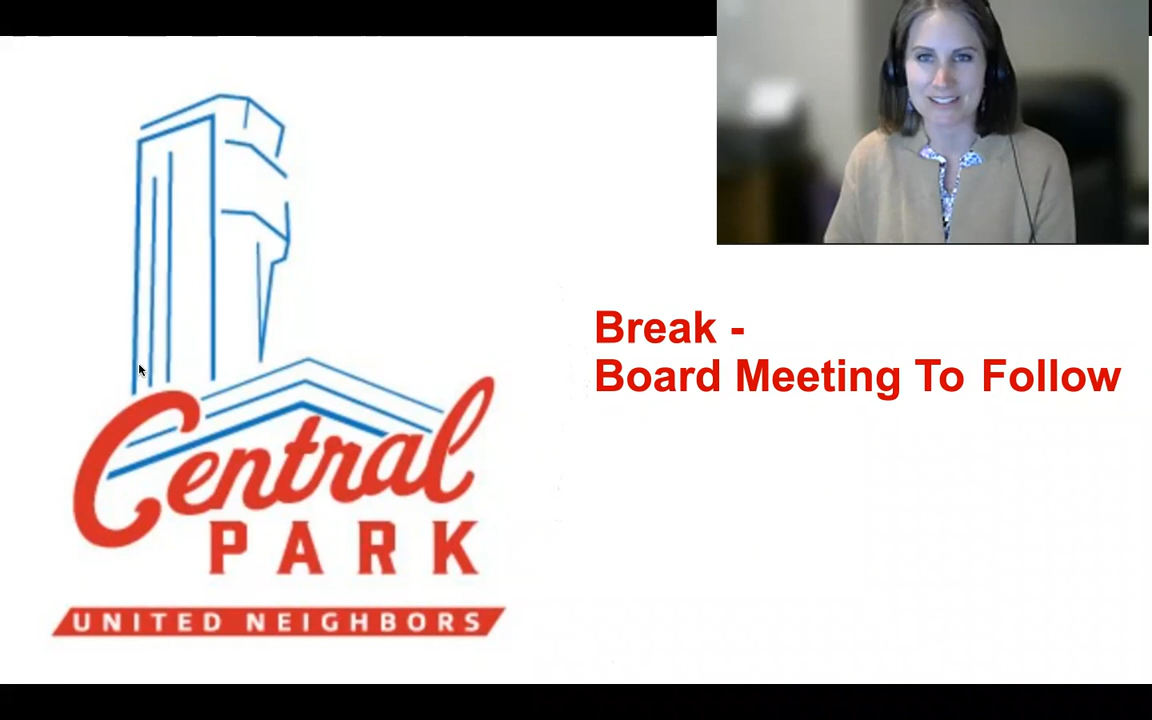 Break -
Board Meeting To Follow
Central
PARK
UNITED NEIGHBORS